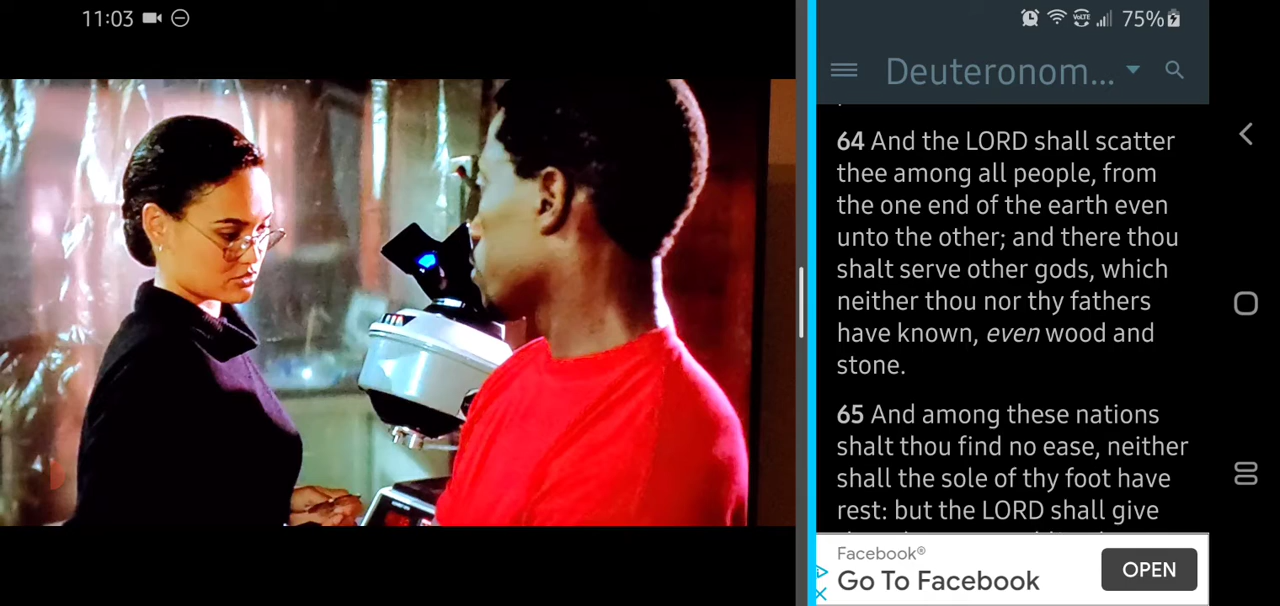 11:03
75%
Deuteronom...
64 And the LORD shall scatter
thee among all people, from
the one end of the earth even
unto the other; and there thou
shalt serve other gods, which
neither thou nor thy fathers
have known, even wood and
stone.
65 And among these nations
shalt thou find no ease, neither
shall the sole of thy foot have
rest: but the LORD shall give
Facebook®
Go To Facebook
OPEN